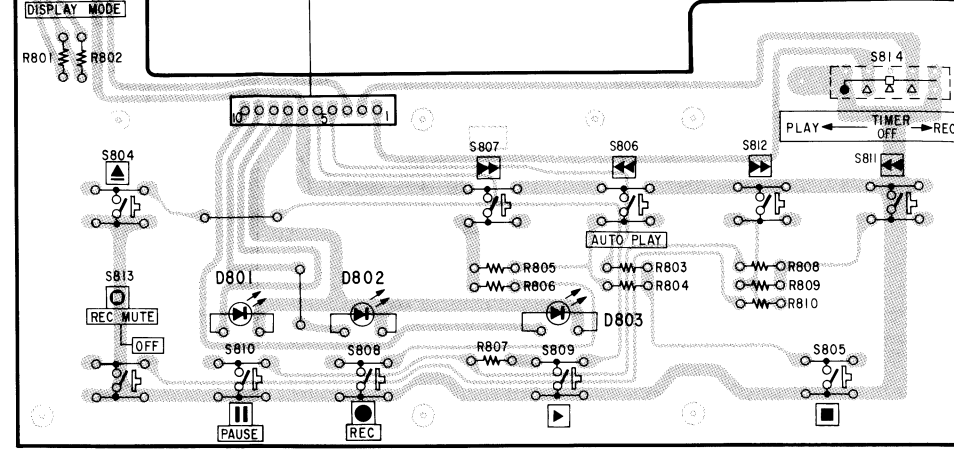 DISPLAY MODE
R801 R802
S814
10 5 1
TIMER
PLAY OFF REC
S804 S807 S806 S812 S811
AUTO PLAY
R805 R803 R808
R806 R804 R809
R810
S813
D801 D802
D803
REC MUTE
OFF
S810 S808 R807 S809 S805
PAUSE REC